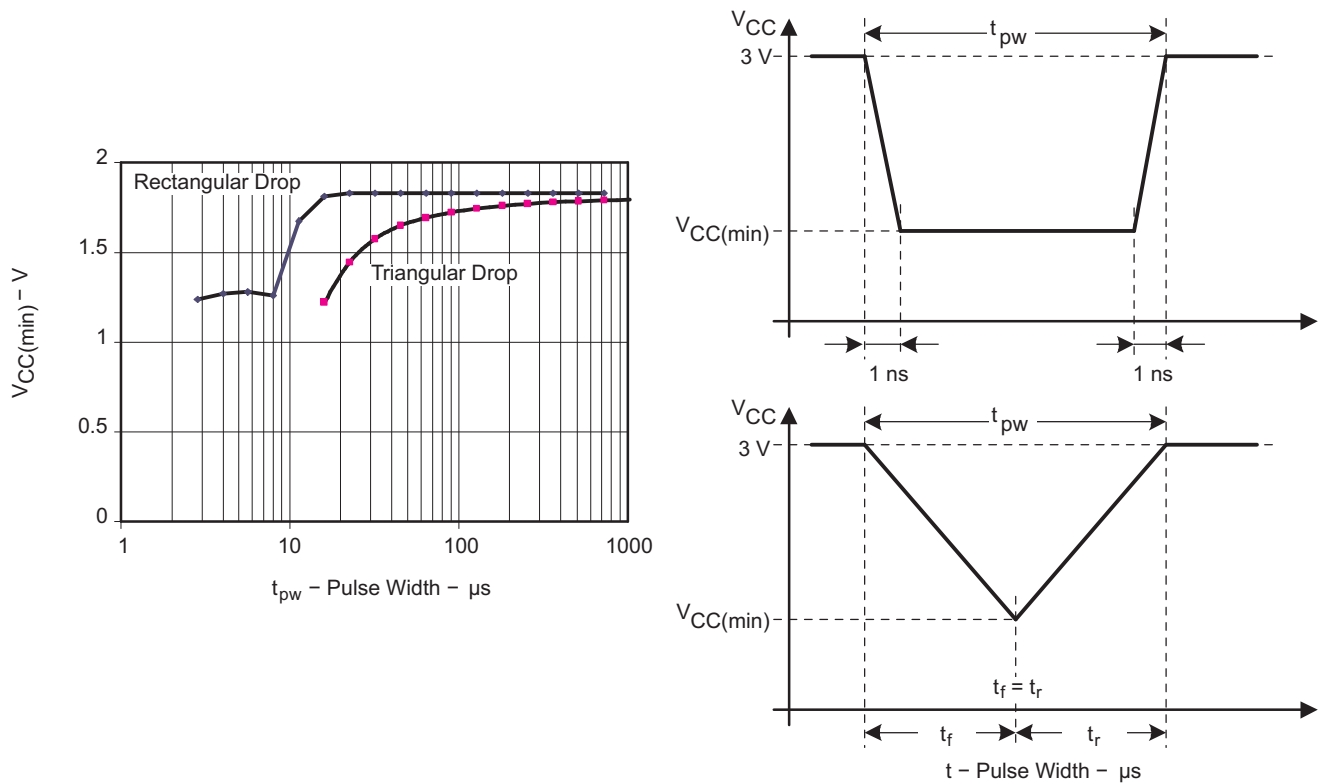 2
1.5
1
0.5
0
1
10
100
1000
VCC(min) − V
tpw − Pulse Width − μs
Rectangular Drop
Triangular Drop
VCC
3 V
tpw
VCC(min)
1 ns
1 ns
VCC
3 V
tpw
VCC(min)
tf = tr
tf
tr
t − Pulse Width − μs